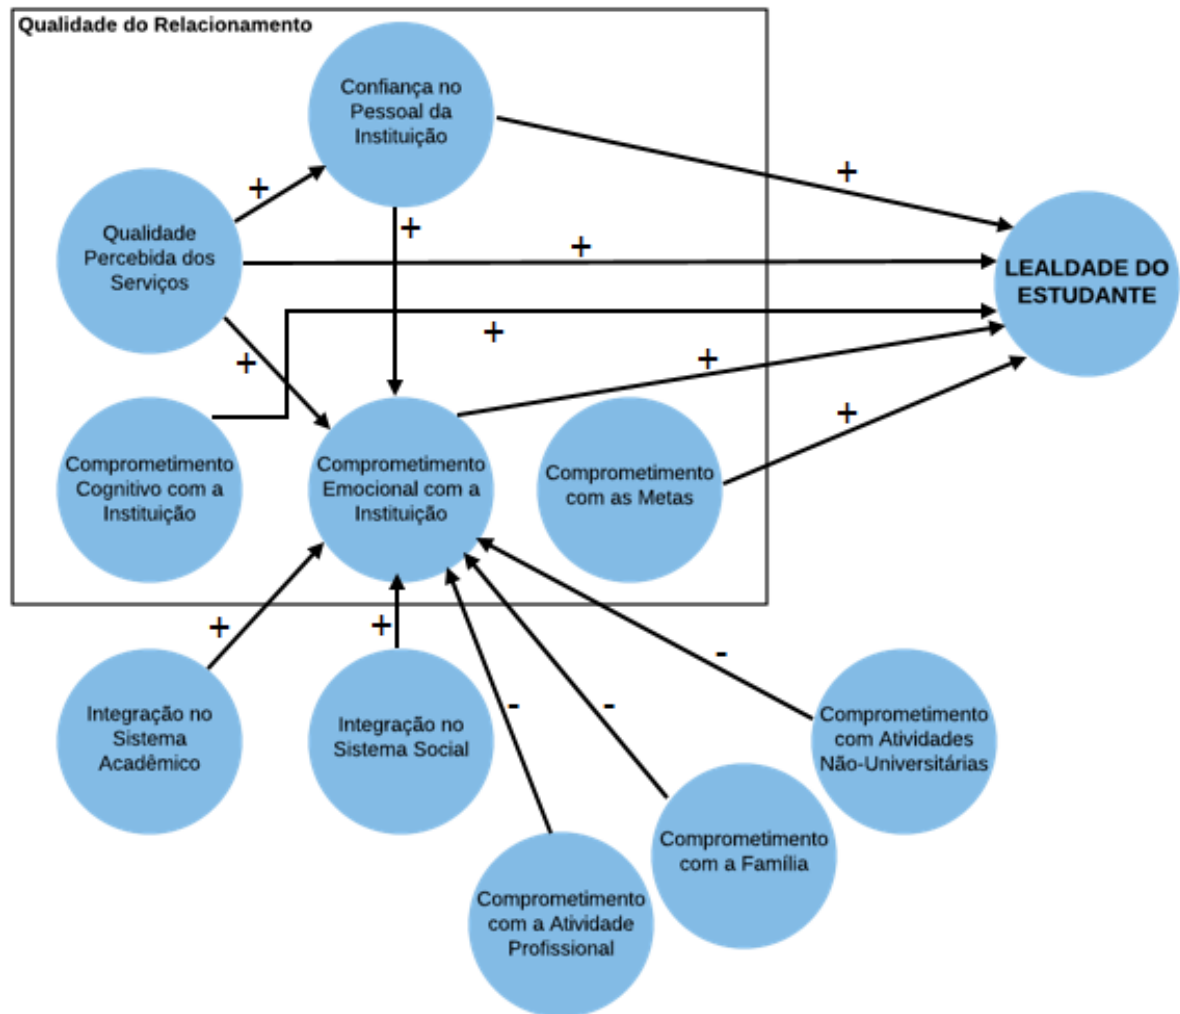 Qualidade do Relacionamento
Confiança no
Pessoal da
Instituição
+
+
Qualidade
Percebida dos
Serviços
+
+
LEALDADE DO
ESTUDANTE
+
+
+
+
Comprometimento
Cognitivo com a
Instituição
Comprometimento
Emocional com a
Instituição
Comprometimento
com as Metas
+
+
-
-
-
Integração no
Sistema
Acadêmico
Integração no
Sistema Social
Comprometimento
com Atividades
Não-Universitárias
Comprometimento
com a Família
Comprometimento
com a Atividade
Profissional